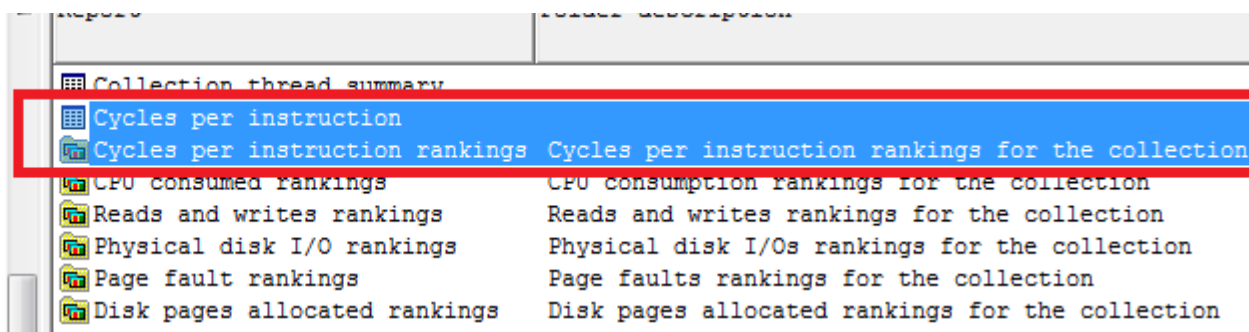 Report Folder description
Collection thread summary
Cycles per instruction
Cycles per instruction rankings Cycles per instruction rankings for the collection
CPU consumed rankings CPU consumption rankings for the collection
Reads and writes rankings Reads and writes rankings for the collection
Physical disk I/O rankings Physical disk I/Os rankings for the collection
Page fault rankings Page faults rankings for the collection
Disk pages allocated rankings Disk pages allocated rankings for the collection